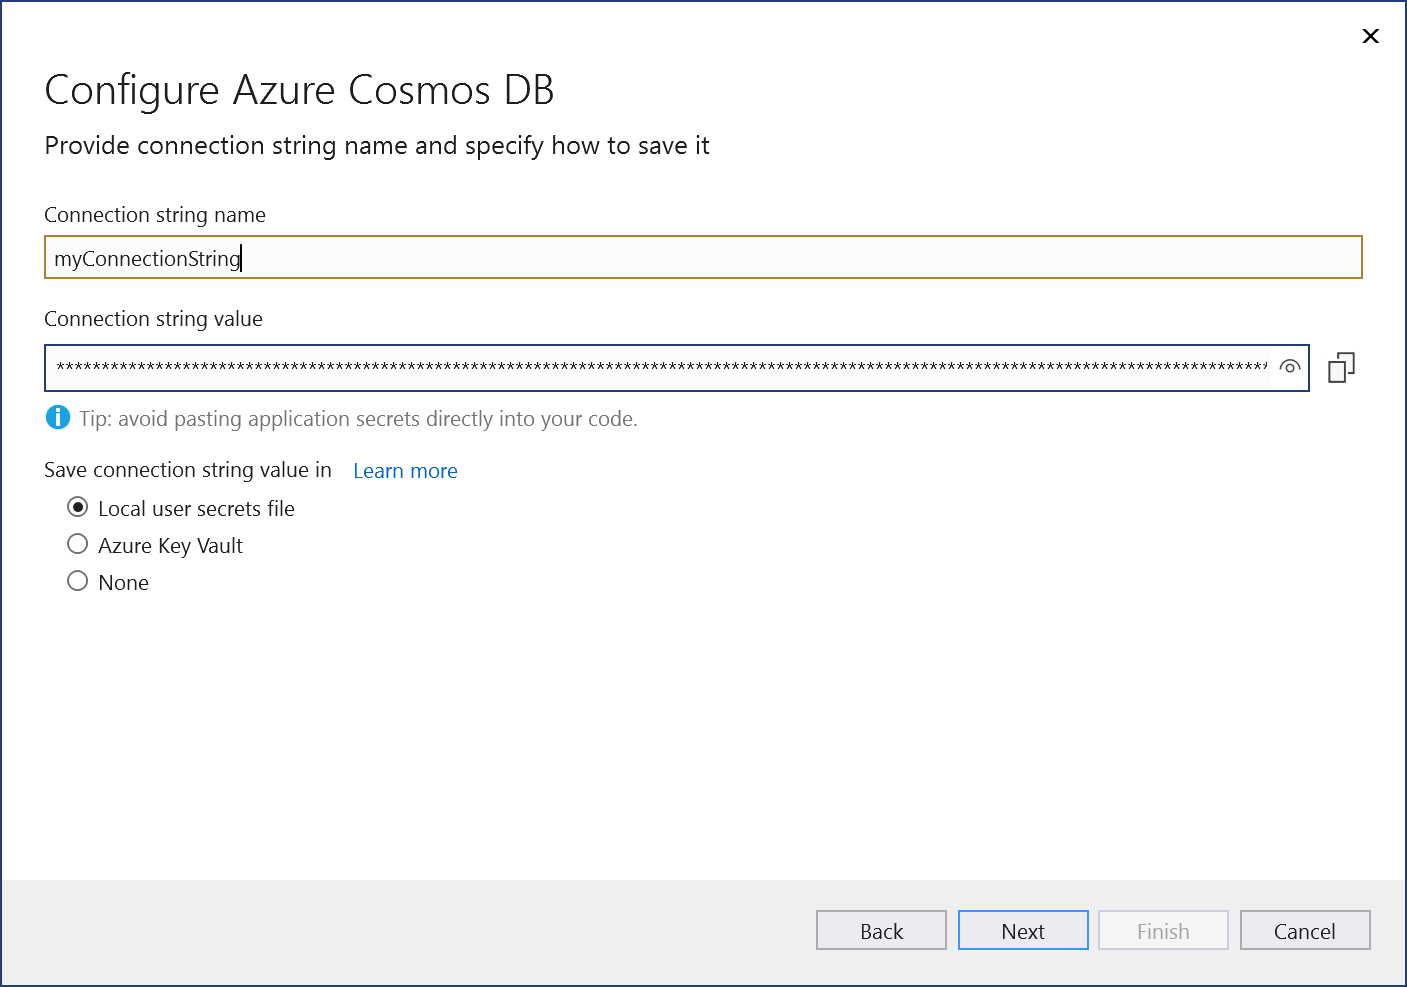 Configure Azure Cosmos DB
Provide connection string name and specify how to save it
Connection string name
myConnectionString
Connection string value
****************************************************************************************************************************************
Tip: avoid pasting application secrets directly into your code.
Save connection string value in Learn more
Local user secrets file
Azure Key Vault
None
Back Next Finish Cancel